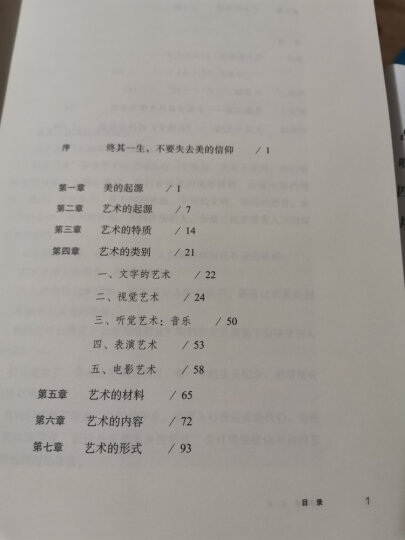 序 终其一生，不要失去美的信仰 / 1
第一章 美的起源 / 1
第二章 艺术的起源 / 7
第三章 艺术的特质 / 14
第四章 艺术的类别 / 21
一、文字的艺术 / 22
二、视觉艺术 / 24
三、听觉艺术：音乐 / 50
四、表演艺术 / 53
五、电影艺术 / 58
第五章 艺术的材料 / 65
第六章 艺术的内容 / 72
第七章 艺术的形式 / 93
目 录 1